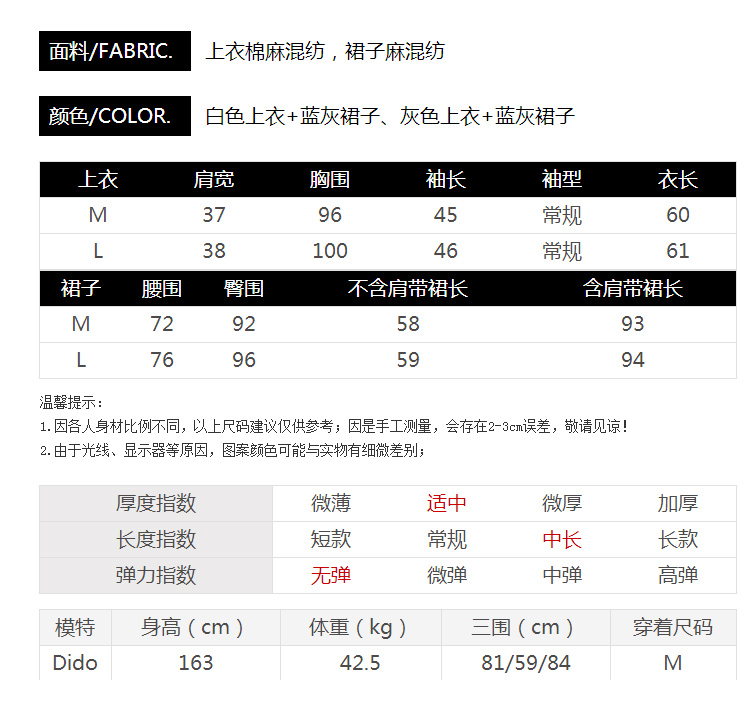 面料/FABRIC. 上衣棉麻混纺，裙子麻混纺
颜色/COLOR. 白色上衣+蓝灰裙子、灰色上衣+蓝灰裙子
上衣 肩宽 胸围 袖长 袖型 衣长
M 37 96 45 常规 60
L 38 100 46 常规 61
裙子 腰围 臀围 不含肩带裙长 含肩带裙长
M 72 92 58 93
L 76 96 59 94
温馨提示：
1.因各人身材比例不同，以上尺码建议仅供参考；因是手工测量，会存在2-3cm误差，敬请见谅！
2.由于光线、显示器等原因，图案颜色可能与实物有细微差别；
厚度指数 微薄 适中 微厚 加厚
长度指数 短款 常规 中长 长款
弹力指数 无弹 微弹 中弹 高弹
模特 身高（cm） 体重（kg） 三围（cm） 穿着尺码
Dido 163 42.5 81/59/84 M